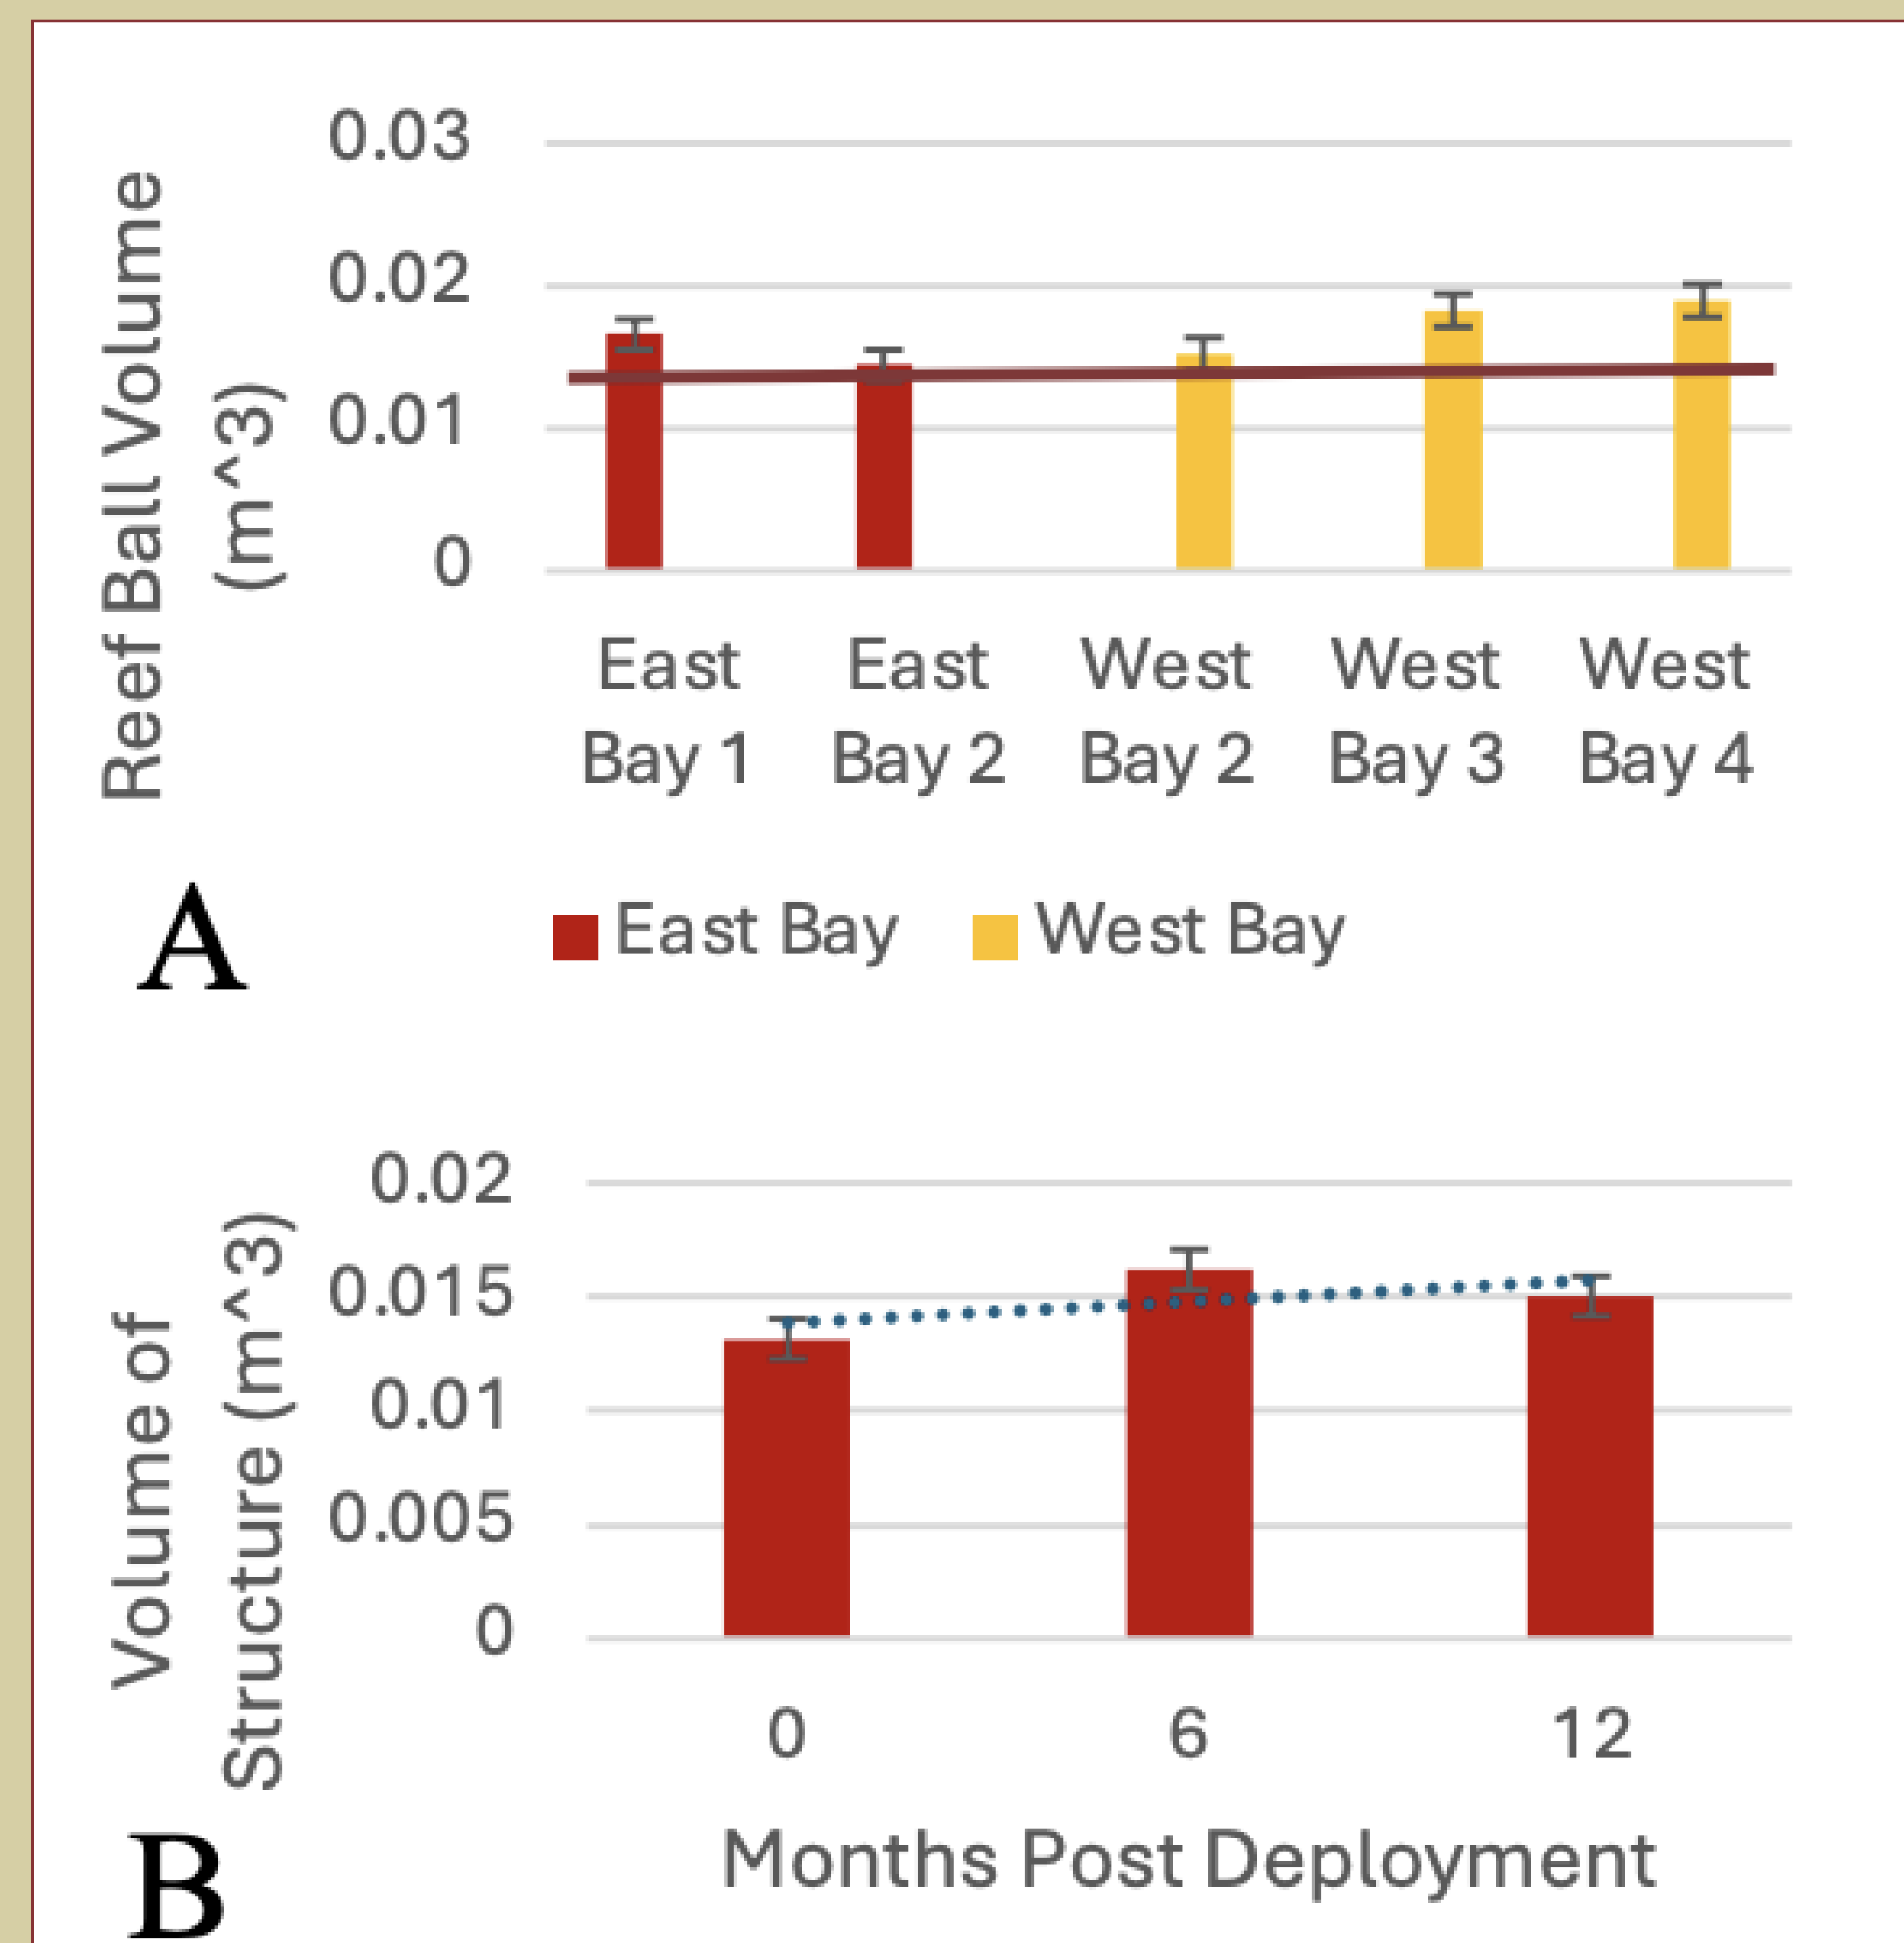 Reef Ball Volume
(m^3)
0.03
0.02
0.01
0
East
Bay 1
East
Bay 2
West
Bay 2
West
Bay 3
West
Bay 4
East Bay
West Bay
A
Volume of
Structure (m^3)
0.02
0.015
0.01
0.005
0
0
6
12
Months Post Deployment
B